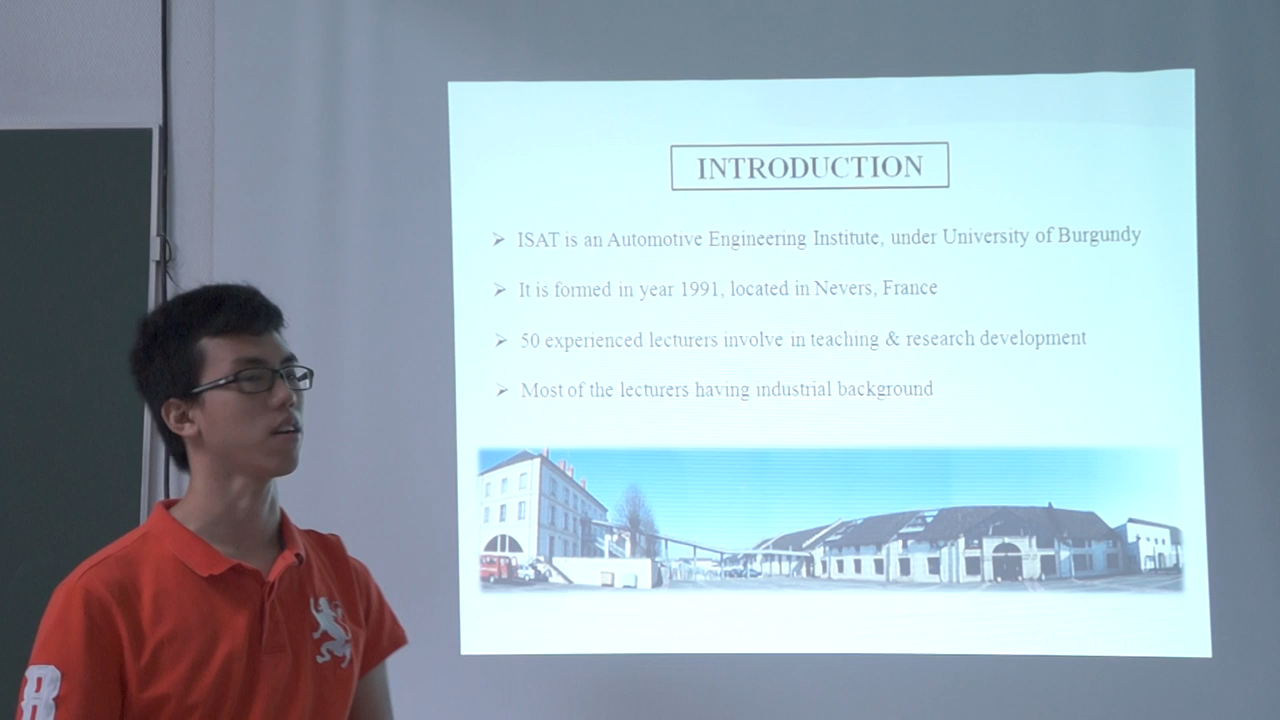 INTRODUCTION
ISAT is an Automotive Engineering Institute, under University of Burgundy
It is formed in year 1991, located in Nevers, France
50 experienced lecturers involve in teaching & research development
Most of the lecturers having industrial background
8